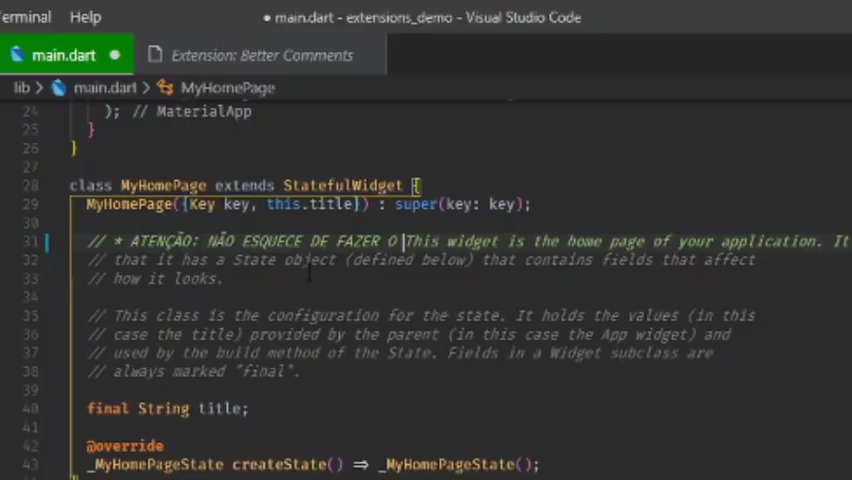 erminal Help ● main.dart - extensions_demo - Visual Studio Code
main.dart ● Extension: Better Comments
lib > main.dart > MyHomePage
24 ); // MaterialApp
25 }
26 }
27
28 class MyHomePage extends StatefulWidget {
29 MyHomePage({Key key, this.title}) : super(key: key);
30
31 // * ATENÇÃO: NÃO ESQUECE DE FAZER O This widget is the home page of your application. It
32 // that it has a State object (defined below) that contains fields that affect
33 // how it looks.
34
35 // This class is the configuration for the state. It holds the values (in this
36 // case the title) provided by the parent (in this case the App widget) and
37 // used by the build method of the State. Fields in a Widget subclass are
38 // always marked "final".
39
40 final String title;
41
42 @override
43 _MyHomePageState createState() => _MyHomePageState();